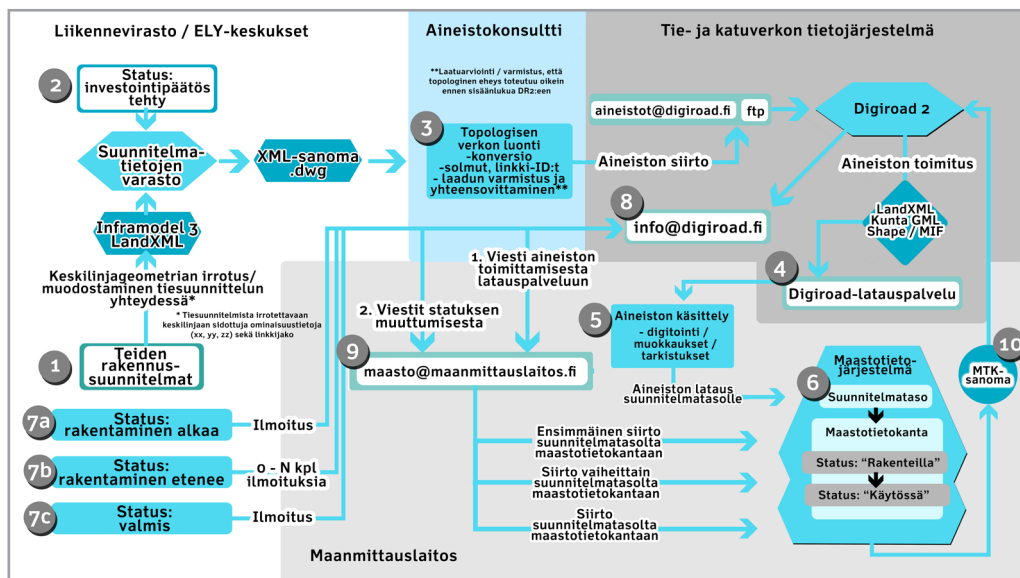 Liikennevirasto / ELY-keskukset
Aineistokonsultti
Tie- ja katuverkon tietojärjestelmä
2
Status:
investointipäätös
tehty
Suunnitelma-
tietojen
varasto
XML-sanoma
.dwg
Inframodel 3
LandXML
Keskilinjageometrian irrotus/
muodostaminen tiesuunnittelun
yhteydessä*
* Tiesuunnitelmista irrotettavaan
keskilinjaan sidottuja ominaisuustietoja
(xx, yy, zz) sekä linkkijako
1
Teiden
rakennus-
suunnitelmat
7a
Status:
rakentaminen alkaa
Ilmoitus
7b
Status:
rakentaminen etenee
0 - N kpl
ilmoituksia
7c
Status:
valmis
Ilmoitus
**Laatuarviointi / varmistus, että
topologinen eheys toteutuu oikein
ennen sisäänlukua DR2:een
3
Topologisen
verkon luonti
-konversio
-solmut, linkki-ID:t
- laadun varmistus ja
yhteensovittaminen**
Aineiston siirto
aineistot@digiroad.fi
ftp
Digiroad 2
Aineiston toimitus
8
info@digiroad.fi
LandXML
Kunta GML
Shape / MIF
4
Digiroad-latauspalvelu
1. Viesti aineiston
toimittamisesta
latauspalveluun
2. Viestit statuksen
muuttumisesta
9
maasto@maanmittauslaitos.fi
5
Aineiston käsittely
- digitointi /
muokkaukset /
tarkistukset
Aineiston lataus
suunnitelmatasolle
Ensimmäinen siirto
suunnitelmatasolta
maastotietokantaan
Siirto vaiheittain
suunnitelmatasolta
maastotietokantaan
Siirto
suunnitelmatasolta
maastotietokantaan
6
Maastotieto-
järjestelmä
Suunnitelmataso
Maastotietokanta
Status: “Rakenteilla”
Status: “Käytössä”
10
MTK-
sanoma
Maanmittauslaitos